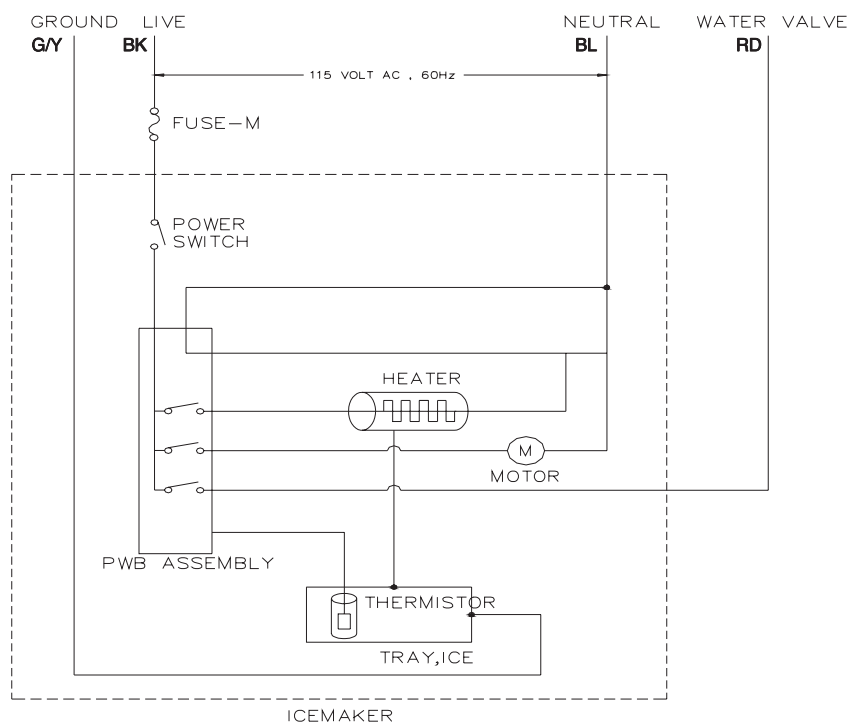 GROUND LIVE NEUTRAL WATER VALVE
G/Y BK BL RD
115 VOLT AC , 60Hz
FUSE-M
POWER
SWITCH
HEATER
M
MOTOR
PWB ASSEMBLY
THERMISTOR
TRAY,ICE
ICEMAKER